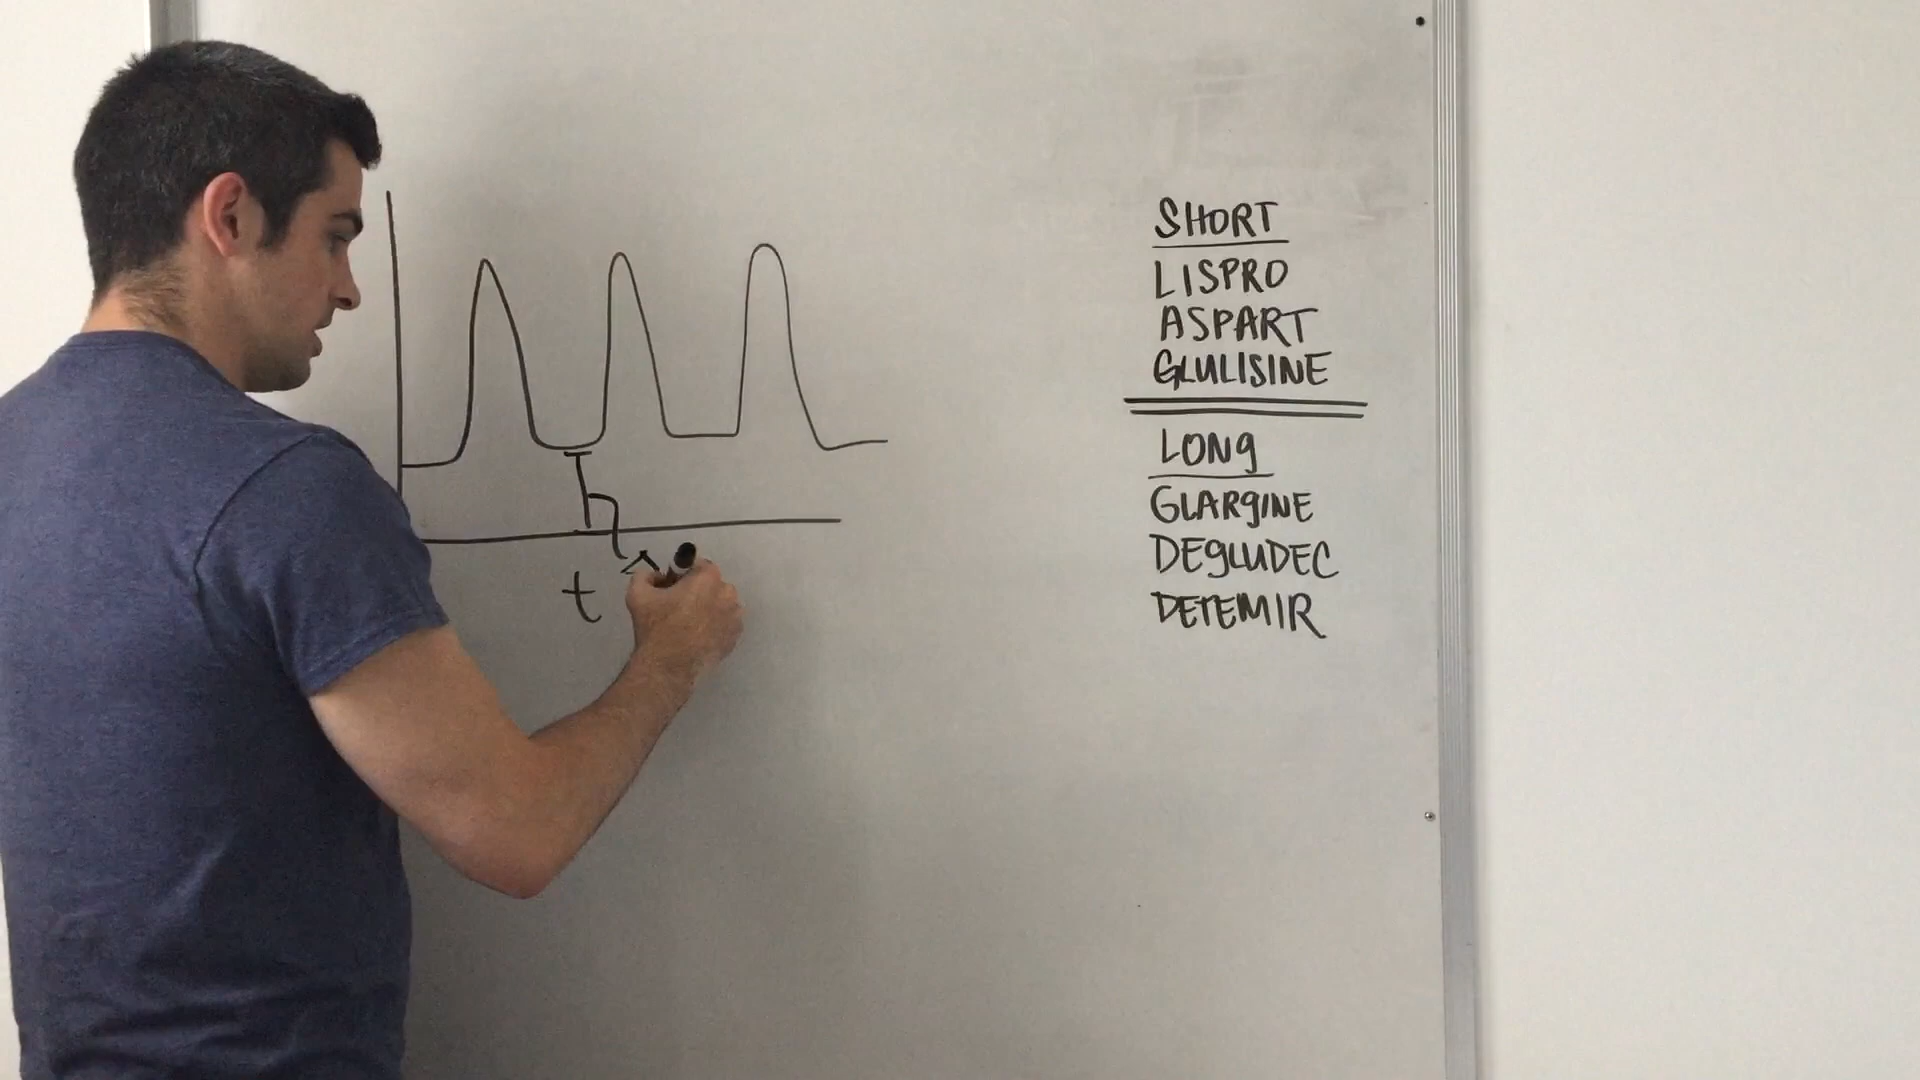 t
SHORT
LISPRO
ASPART
GLULISINE
LONG
GLARGINE
DEGLUDEC
DETEMIR